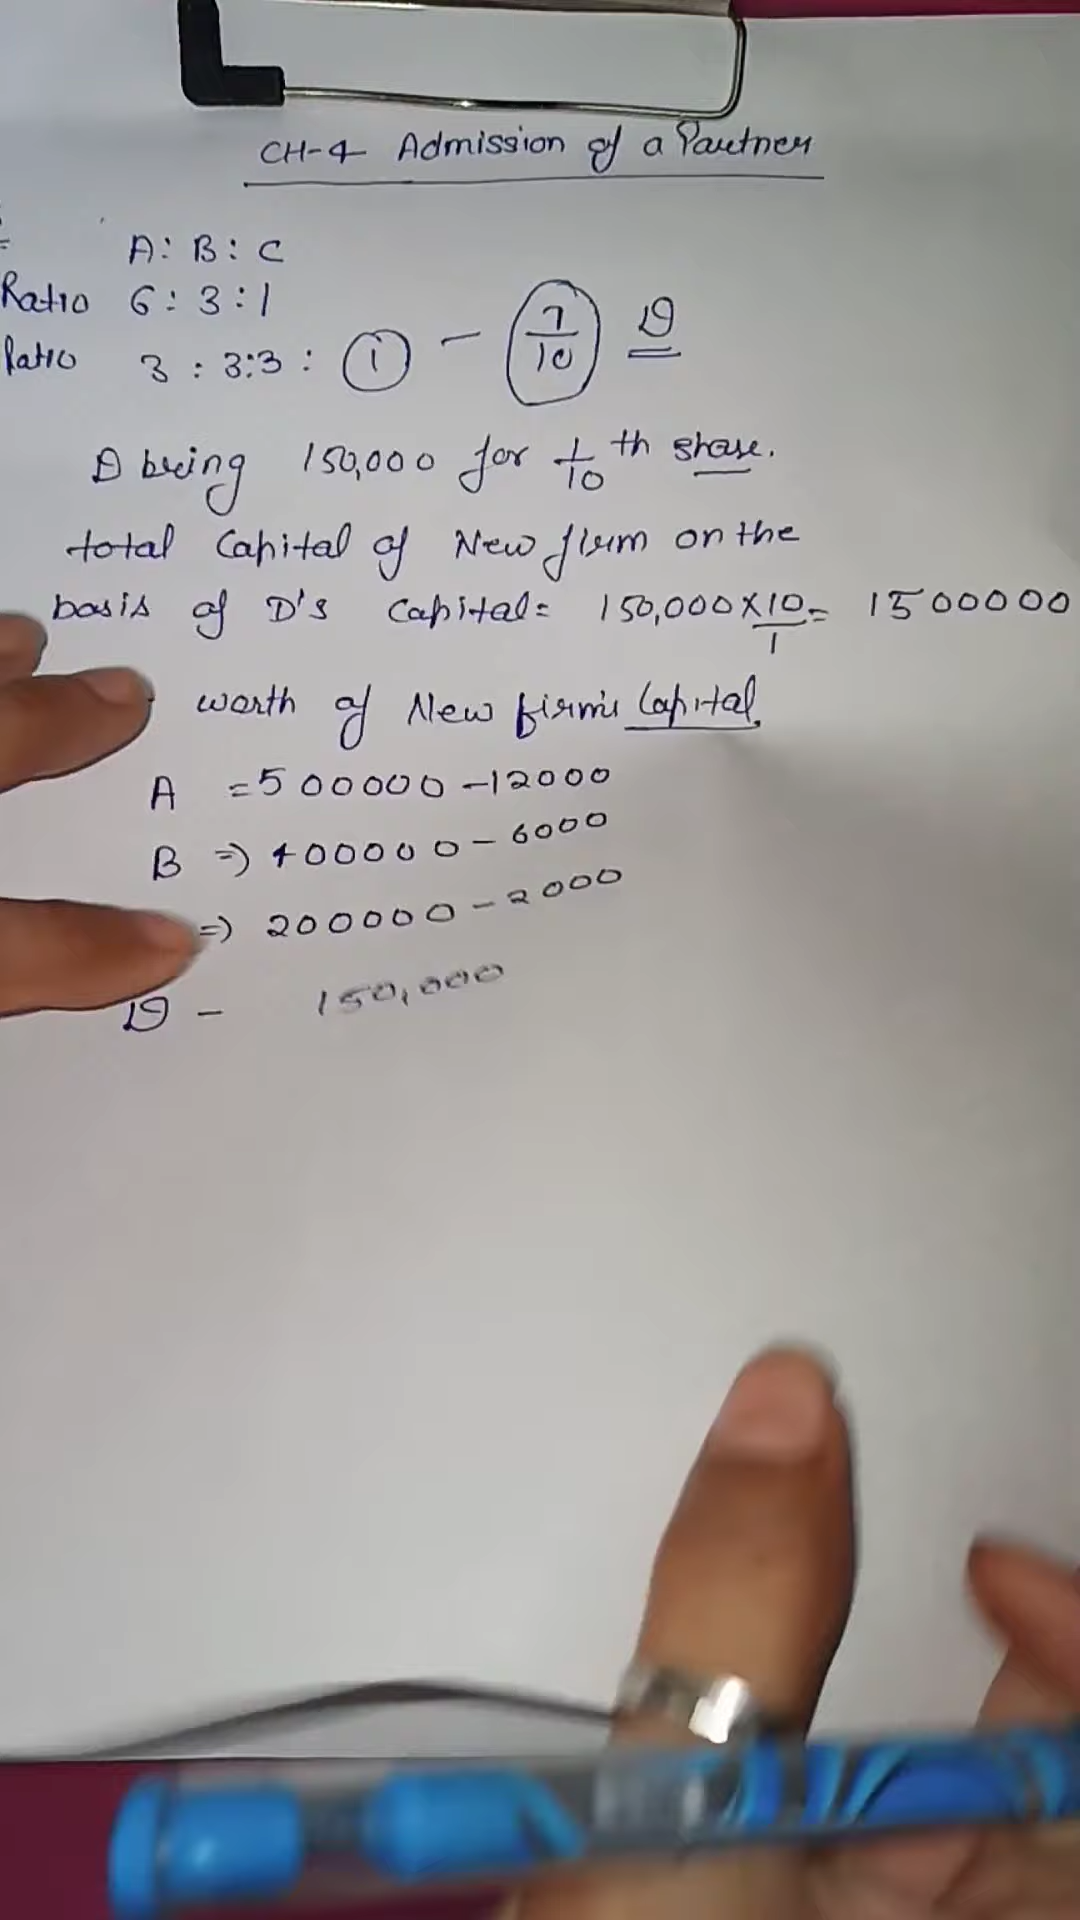 CH-4 Admission of a Partner
A: B: C
Ratio 6: 3:1
Ratio 3 : 3:3 : 1 - 1/10 D
D being 150,000 for 1/10 th share.
total Capital of New firm on the
basis of D's Capital= 150,000 X 10/1 = 1500000
worth of New firm's Capital.
A =500000-12000
B => 400000-6000
=> 200000-2000
D - 150,000